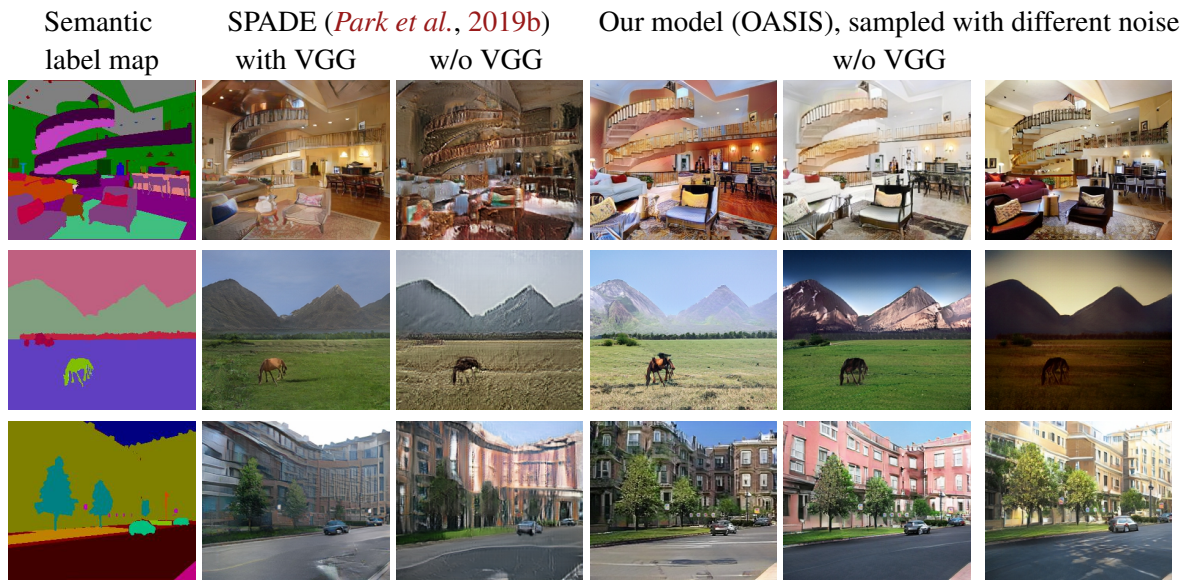 Semantic
label map
SPADE (Park et al., 2019b)
with VGG
w/o VGG
Our model (OASIS), sampled with different noise
w/o VGG